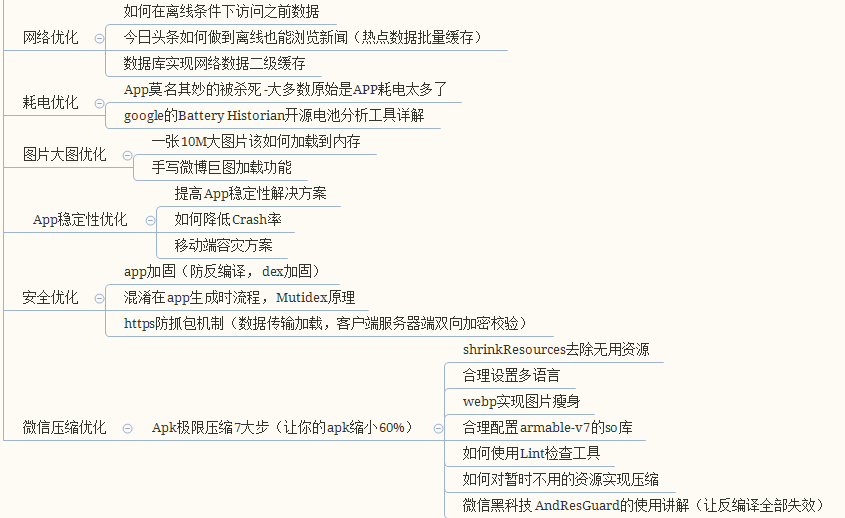 如何在离线条件下访问之前数据
网络优化
今日头条如何做到离线也能浏览新闻（热点数据批量缓存）
数据库实现网络数据二级缓存
App莫名其妙的被杀死 -大多数原始是APP耗电太多了
耗电优化
google的Battery Historian开源电池分析工具详解
一张10M大图片该如何加载到内存
图片大图优化
手写微博巨图加载功能
提高App稳定性解决方案
App稳定性优化
如何降低Crash率
移动端容灾方案
app加固（防反编译，dex加固）
安全优化
混淆在app生成时流程，Mutidex原理
https防抓包机制（数据传输加载，客户端服务器端双向加密校验）
shrinkResources去除无用资源
合理设置多语言
webp实现图片瘦身
微信压缩优化
Apk极限压缩7大步（让你的apk缩小60%）
合理配置armable-v7的so库
如何使用Lint检查工具
如何对暂时不用的资源实现压缩
微信黑科技 AndResGuard的使用讲解（让反编译全部失效）